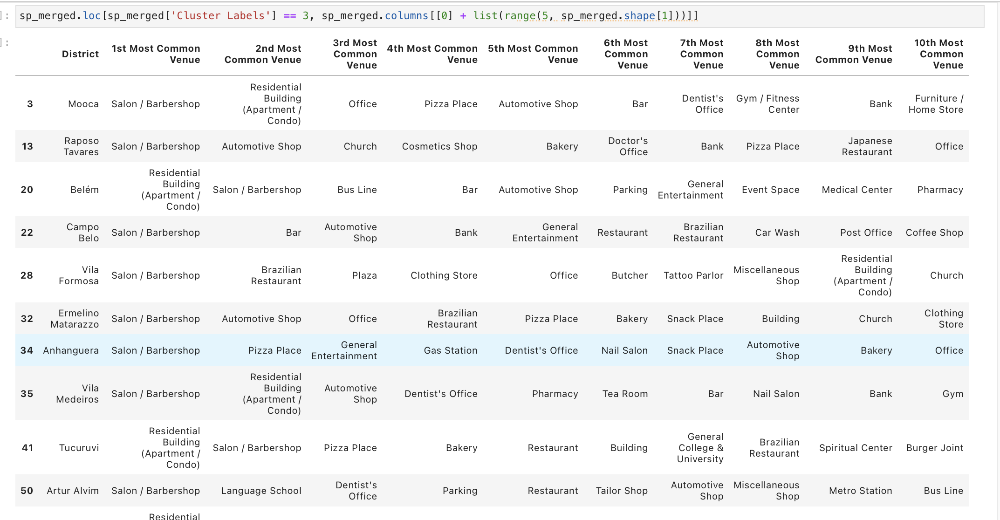 ]: sp_merged.loc[sp_merged['Cluster Labels'] == 3, sp_merged.columns[[0] + list(range(5, sp_merged.shape[1]))]]
]:
District 1st Most Common Venue 2nd Most Common Venue 3rd Most Common Venue 4th Most Common Venue 5th Most Common Venue 6th Most Common Venue 7th Most Common Venue 8th Most Common Venue 9th Most Common Venue 10th Most Common Venue
3 Mooca Salon / Barbershop Residential Building (Apartment / Condo) Office Pizza Place Automotive Shop Bar Dentist's Office Gym / Fitness Center Bank Furniture / Home Store
13 Raposo Tavares Salon / Barbershop Automotive Shop Church Cosmetics Shop Bakery Doctor's Office Bank Pizza Place Japanese Restaurant Office
20 Belém Residential Building (Apartment / Condo) Salon / Barbershop Bus Line Bar Automotive Shop Parking General Entertainment Event Space Medical Center Pharmacy
22 Campo Belo Salon / Barbershop Bar Automotive Shop Bank General Entertainment Restaurant Brazilian Restaurant Car Wash Post Office Coffee Shop
28 Vila Formosa Salon / Barbershop Brazilian Restaurant Plaza Clothing Store Office Butcher Tattoo Parlor Miscellaneous Shop Residential Building (Apartment / Condo) Church
32 Ermelino Matarazzo Salon / Barbershop Automotive Shop Office Brazilian Restaurant Pizza Place Bakery Snack Place Building Church Clothing Store
34 Anhanguera Salon / Barbershop Pizza Place General Entertainment Gas Station Dentist's Office Nail Salon Snack Place Automotive Shop Bakery Office
35 Vila Medeiros Salon / Barbershop Residential Building (Apartment / Condo) Automotive Shop Dentist's Office Pharmacy Tea Room Bar Nail Salon Bank Gym
41 Tucuruvi Residential Building (Apartment / Condo) Salon / Barbershop Pizza Place Bakery Restaurant Building General College & University Brazilian Restaurant Spiritual Center Burger Joint
50 Artur Alvim Salon / Barbershop Language School Dentist's Office Parking Restaurant Tailor Shop Automotive Shop Miscellaneous Shop Metro Station Bus Line
Residential